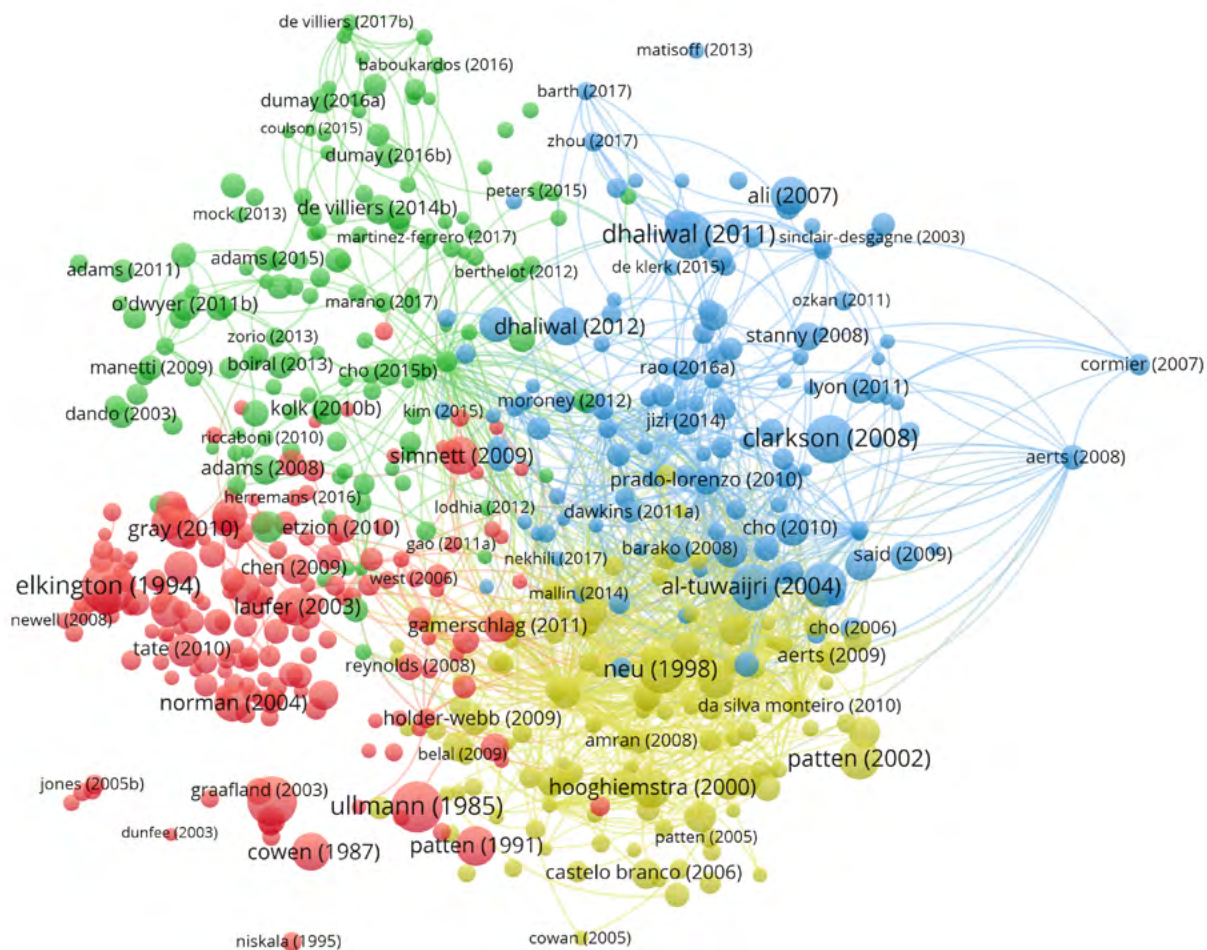 de villiers (2017b)
matisoff (2013)
baboukardos (2016)
barth (2017)
dumay (2016a)
coulson (2015)
zhou (2017)
dumay (2016b)
peters (2015)
ali (2007)
mock (2013)
de villiers (2014b)
martinez-ferrero (2017)
dhaliwal (2011)
sinclair-desgagne (2003)
adams (2011)
adams (2015)
berthelot (2012)
de klerk (2015)
o'dwyer (2011b)
marano (2017)
ozkan (2011)
zorio (2013)
dhaliwal (2012)
stanny (2008)
manetti (2009)
boiral (2013)
cho (2015b)
rao (2016a)
cormier (2007)
lyon (2011)
dando (2003)
kolk (2010b)
kim (2015)
moroney (2012)
jizi (2014)
riccaboni (2010)
clarkson (2008)
adams (2008)
simnett (2009)
aerts (2008)
prado-lorenzo (2010)
herremans (2016)
lodhia (2012)
dawkins (2011a)
gray (2010)
etzion (2010)
cho (2010)
gao (2011a)
nekhili (2017)
barako (2008)
said (2009)
chen (2009)
west (2006)
elkington (1994)
mallin (2014)
al-tuwaijri (2004)
newell (2008)
laufer (2003)
gamerschlag (2011)
cho (2006)
tate (2010)
reynolds (2008)
neu (1998)
aerts (2009)
norman (2004)
da silva monteiro (2010)
holder-webb (2009)
belal (2009)
amran (2008)
patten (2002)
jones (2005b)
graafland (2003)
hooghiemstra (2000)
ullmann (1985)
dunfee (2003)
patten (2005)
cowen (1987)
patten (1991)
castelo branco (2006)
niskala (1995)
cowan (2005)